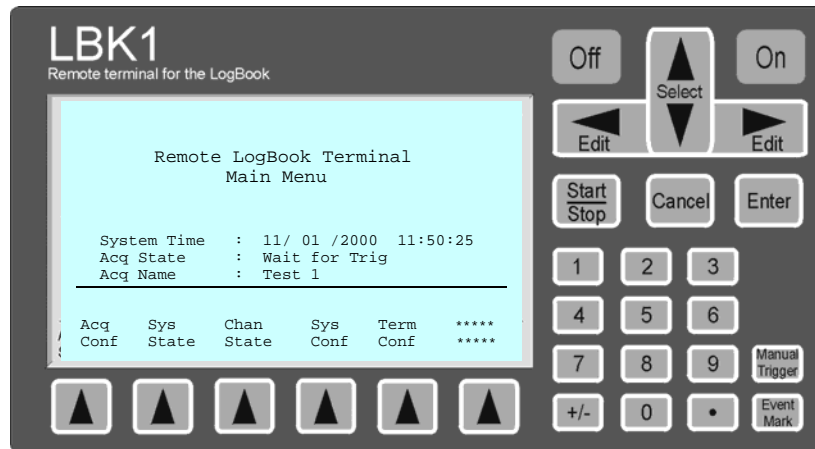 LBK1
Remote terminal for the LogBook
Remote LogBook Terminal
Main Menu
System Time : 11/ 01 /2000 11:50:25
Acq State : Wait for Trig
Acq Name : Test 1
Acq Sys Chan Sys Term *****
Conf State State Conf Conf *****
Off
On
Select
Edit
Edit
Start
Stop
Cancel
Enter
1 2 3
4 5 6
7 8 9
Manual
Trigger
+/- 0 •
Event
Mark